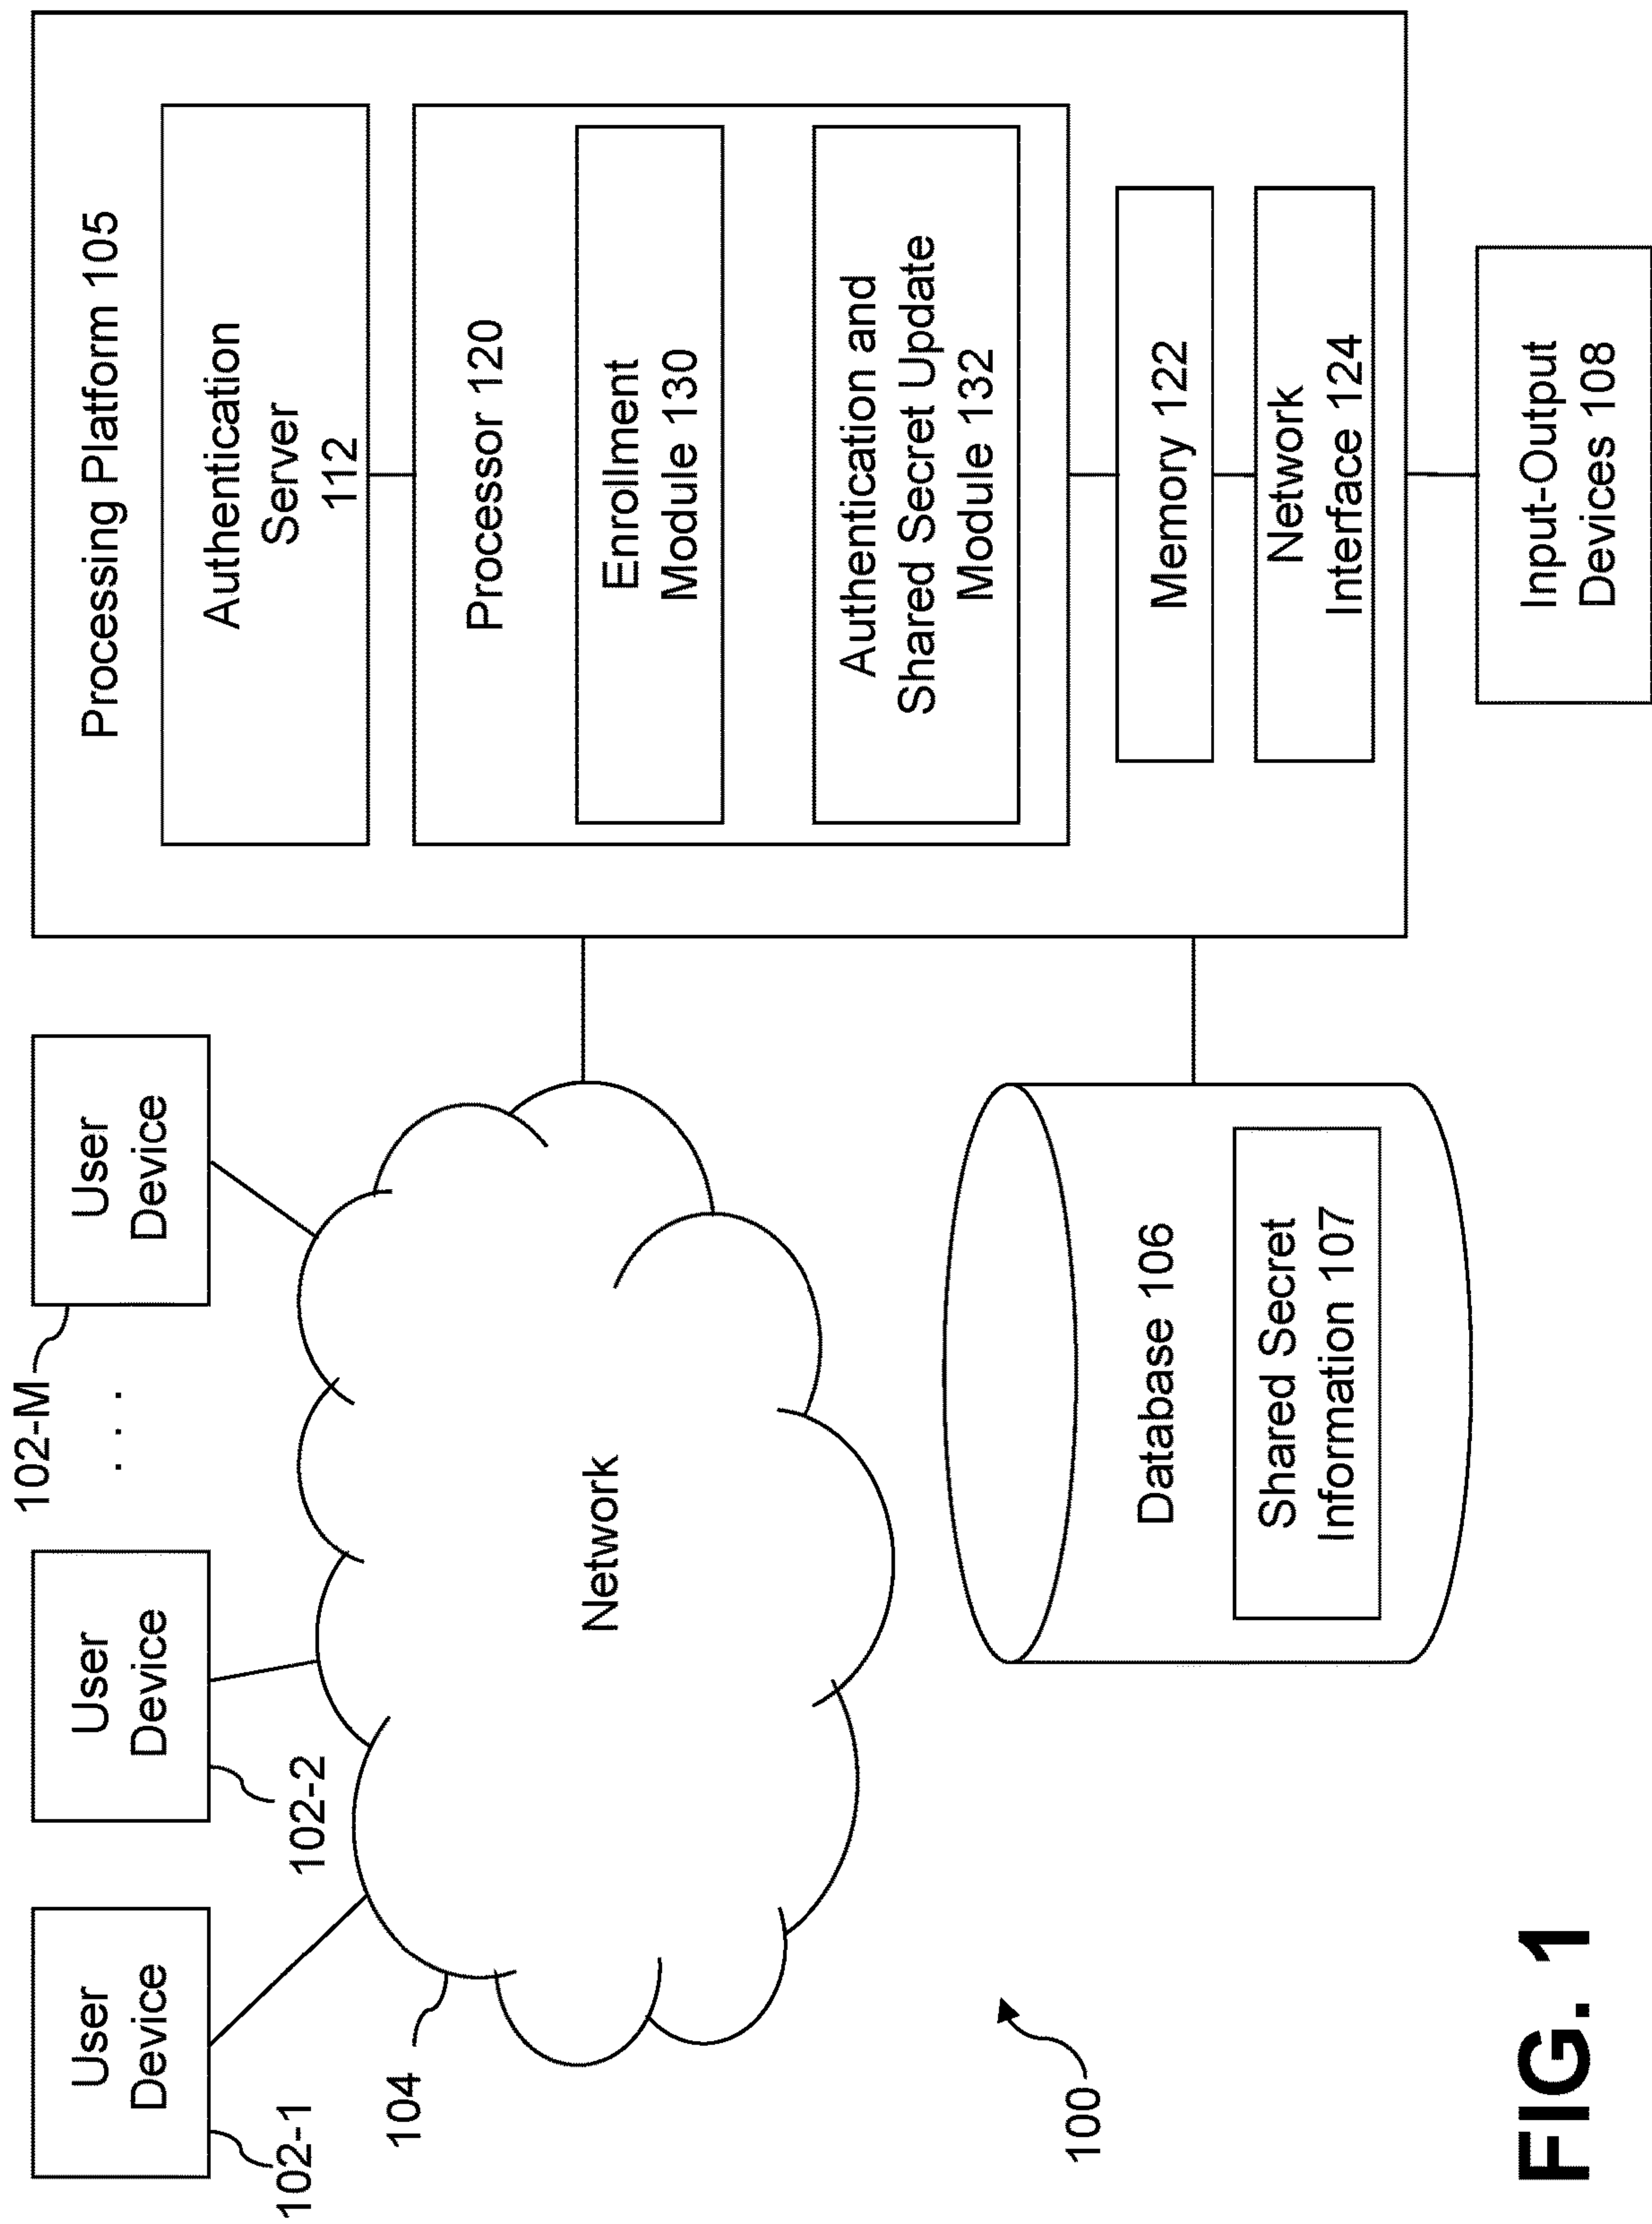 User
Device
102-1
User
Device
102-2
. . .
102-M
User
Device
104
Network
100
Database 106
Shared Secret
Information 107
Processing Platform 105
Authentication
Server
112
Processor 120
Enrollment
Module 130
Authentication and
Shared Secret Update
Module 132
Memory 122
Network
Interface 124
Input-Output
Devices 108
FIG. 1